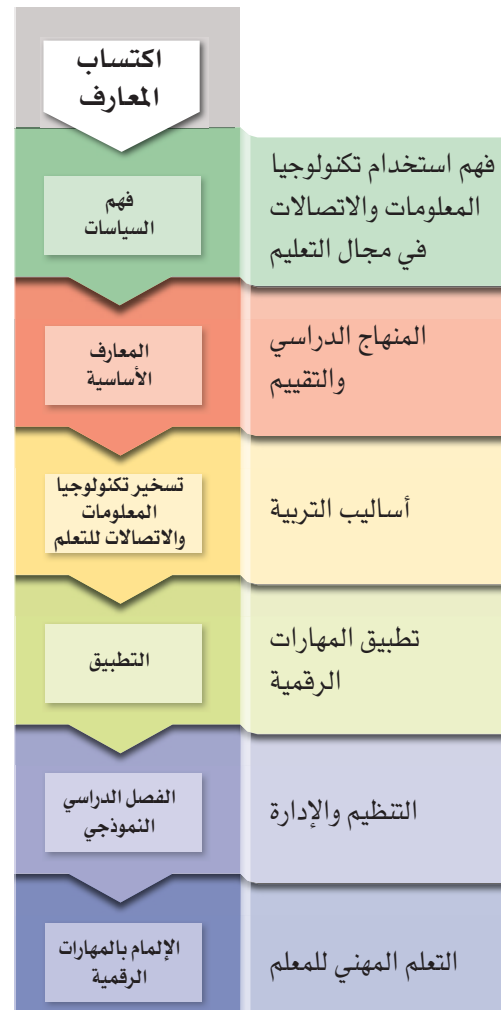 اكتساب
المعارف
فهم استخدام تكنولوجيا
المعلومات والاتصالات
في مجال التعليم
فهم
السياسات
المنهاج الدراسي
والتقييم
المعارف
الأساسية
أساليب التربية
تسخير تكنولوجيا
المعلومات
والاتصالات للتعلم
تطبيق المهارات
الرقمية
التطبيق
التنظيم والإدارة
الفصل الدراسي
النموذجي
التعلم المهني للمعلم
الإلمام بالمهارات
الرقمية